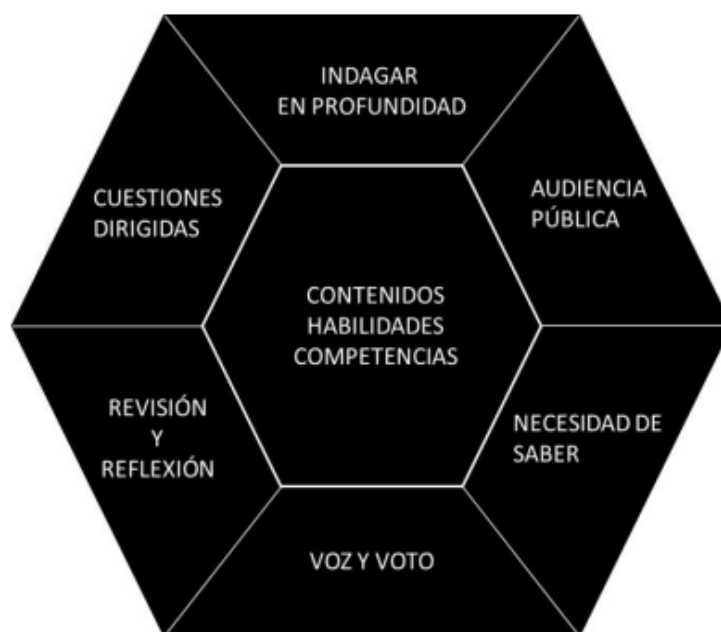 INDAGAR
EN PROFUNDIDAD
CUESTIONES
DIRIGIDAS
AUDIENCIA
PÚBLICA
CONTENIDOS
HABILIDADES
COMPETENCIAS
REVISIÓN
Y
REFLEXIÓN
NECESIDAD DE
SABER
VOZ Y VOTO